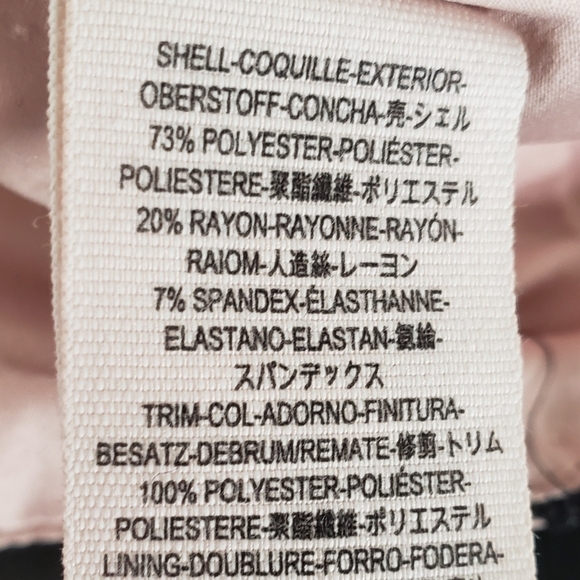 SHELL-COQUILLE-EXTERIOR-
OBERSTOFF-CONCHA-壳-シェル
73% POLYESTER-POLIÉSTER-
POLIESTERE-聚酯纖維-ポリエステル
20% RAYON-RAYONNE-RAYÓN-
RAIOM-人造絲-レーヨン
7% SPANDEX-ÉLASTHANNE-
ELASTANO-ELASTAN-氨綸-
スパンデックス
TRIM-COL-ADORNO-FINITURA-
BESATZ-DEBRUM/REMATE-修剪-トリム
100% POLYESTER-POLIÉSTER-
POLIESTERE-聚酯纖維-ポリエステル
LINING-DOUBLURE-FORRO-FODERA-